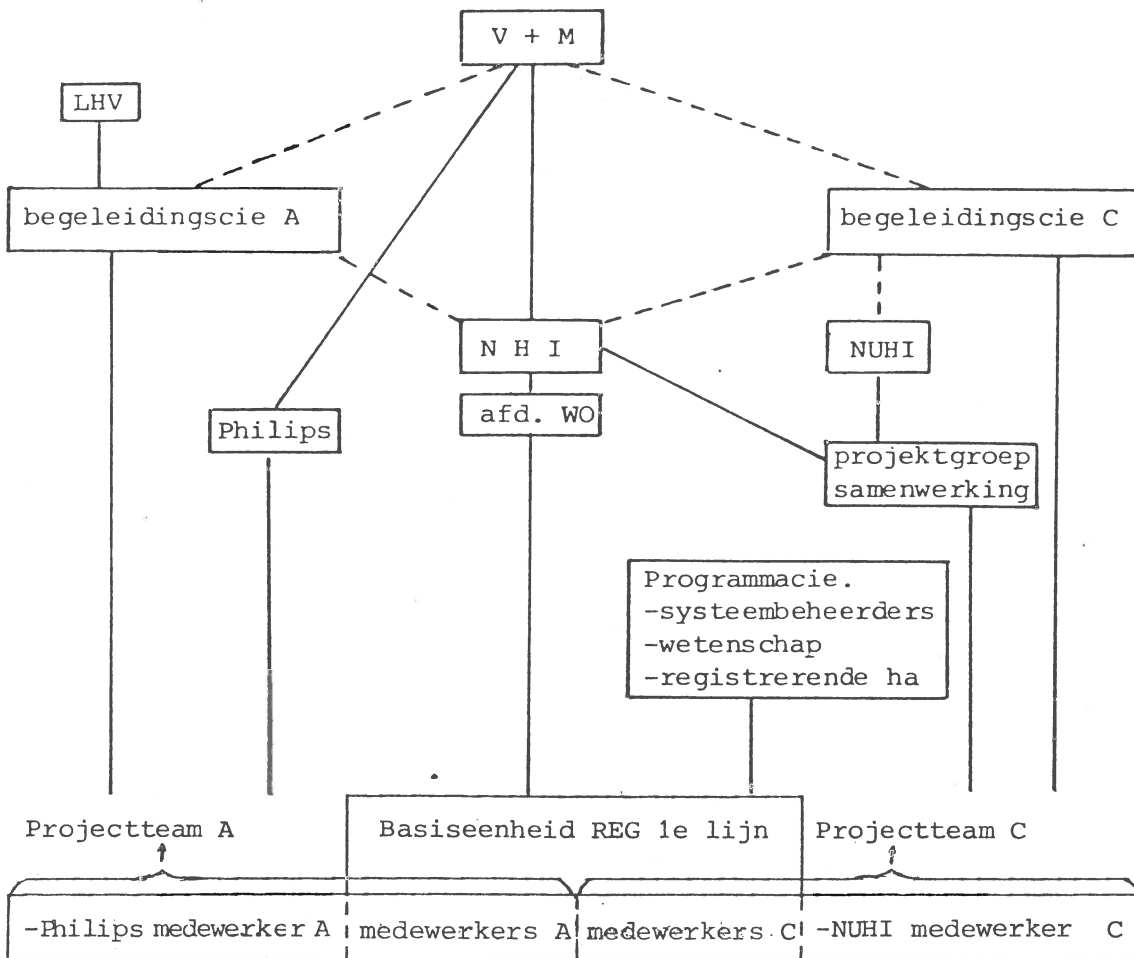 V + M
LHV
begeleidingscie A
begeleidingscie C
N H I
NUHI
afd. WO
Philips
projektgroep
samenwerking
Programmacie.
-systeembeheerders
-wetenschap
-registrerende ha
Projectteam A
Basiseenheid REG 1e lijn
Projectteam C
-Philips medewerker A
medewerkers A
medewerkers C
-NUHI medewerker C